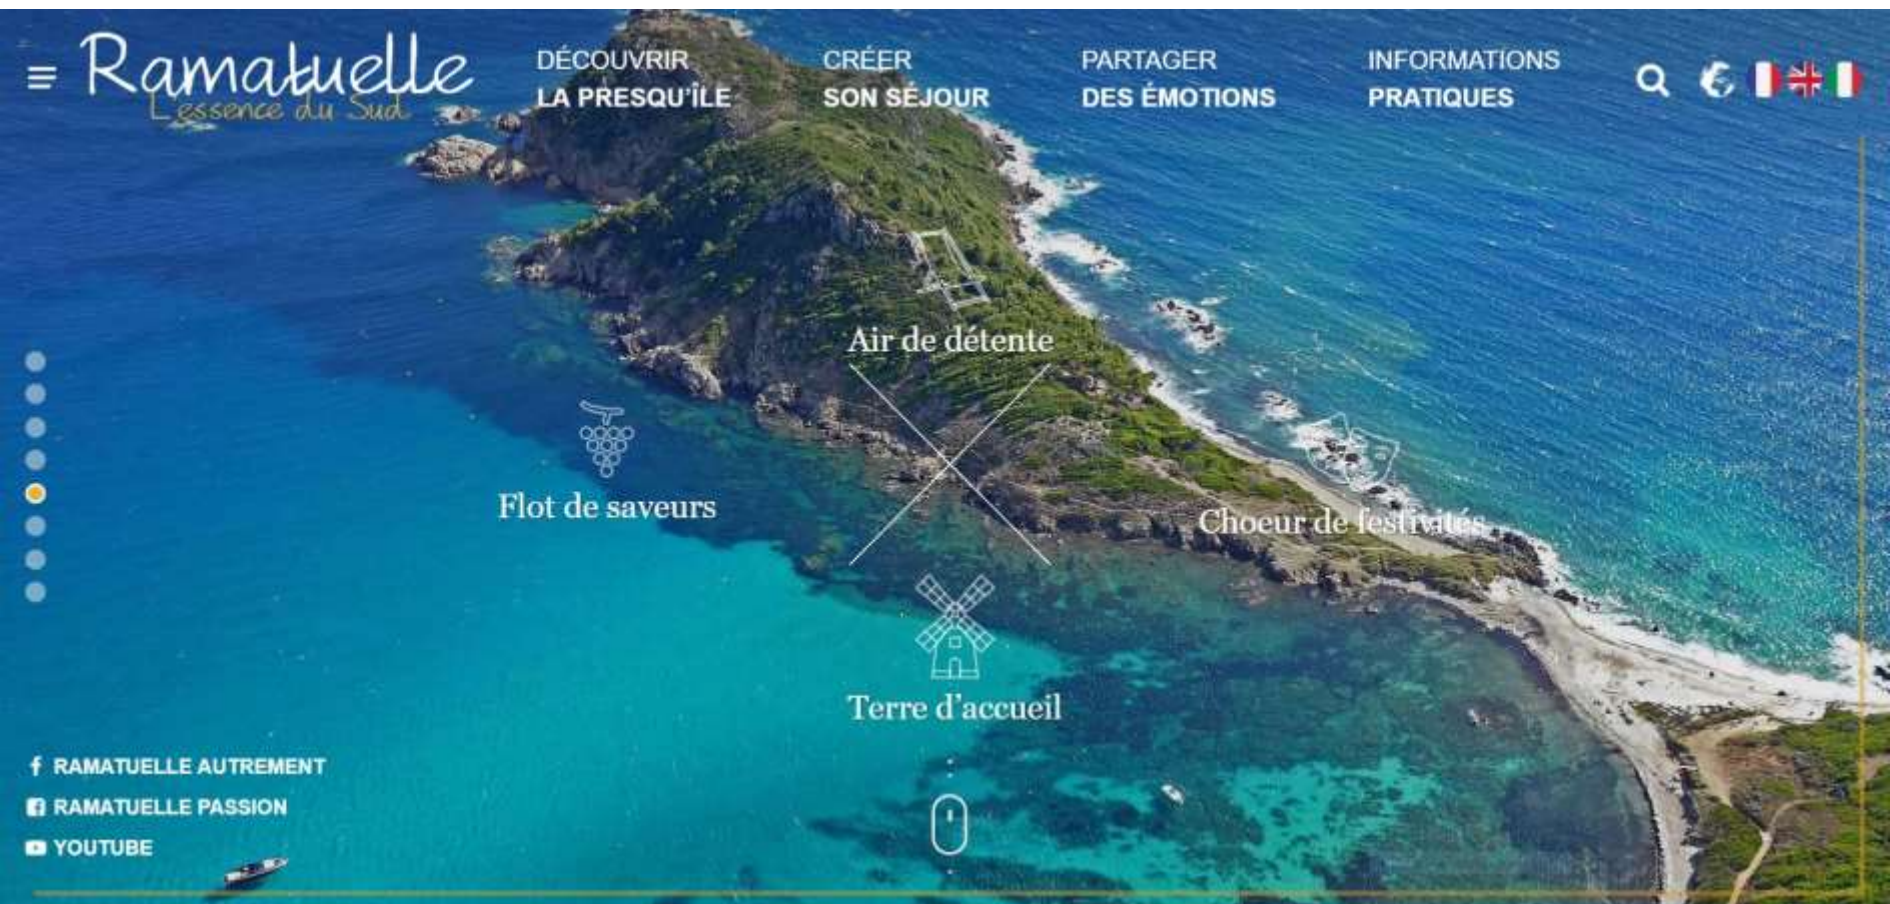 Ramatuelle
L'essence du Sud
DÉCOUVRIR
LA PRESQU'ÎLE
CRÉER
SON SÉJOUR
PARTAGER
DES ÉMOTIONS
INFORMATIONS
PRATIQUES
Air de détente
Flot de saveurs
Choeur de festivités
Terre d'accueil
RAMATUELLE AUTREMENT
RAMATUELLE PASSION
YOUTUBE